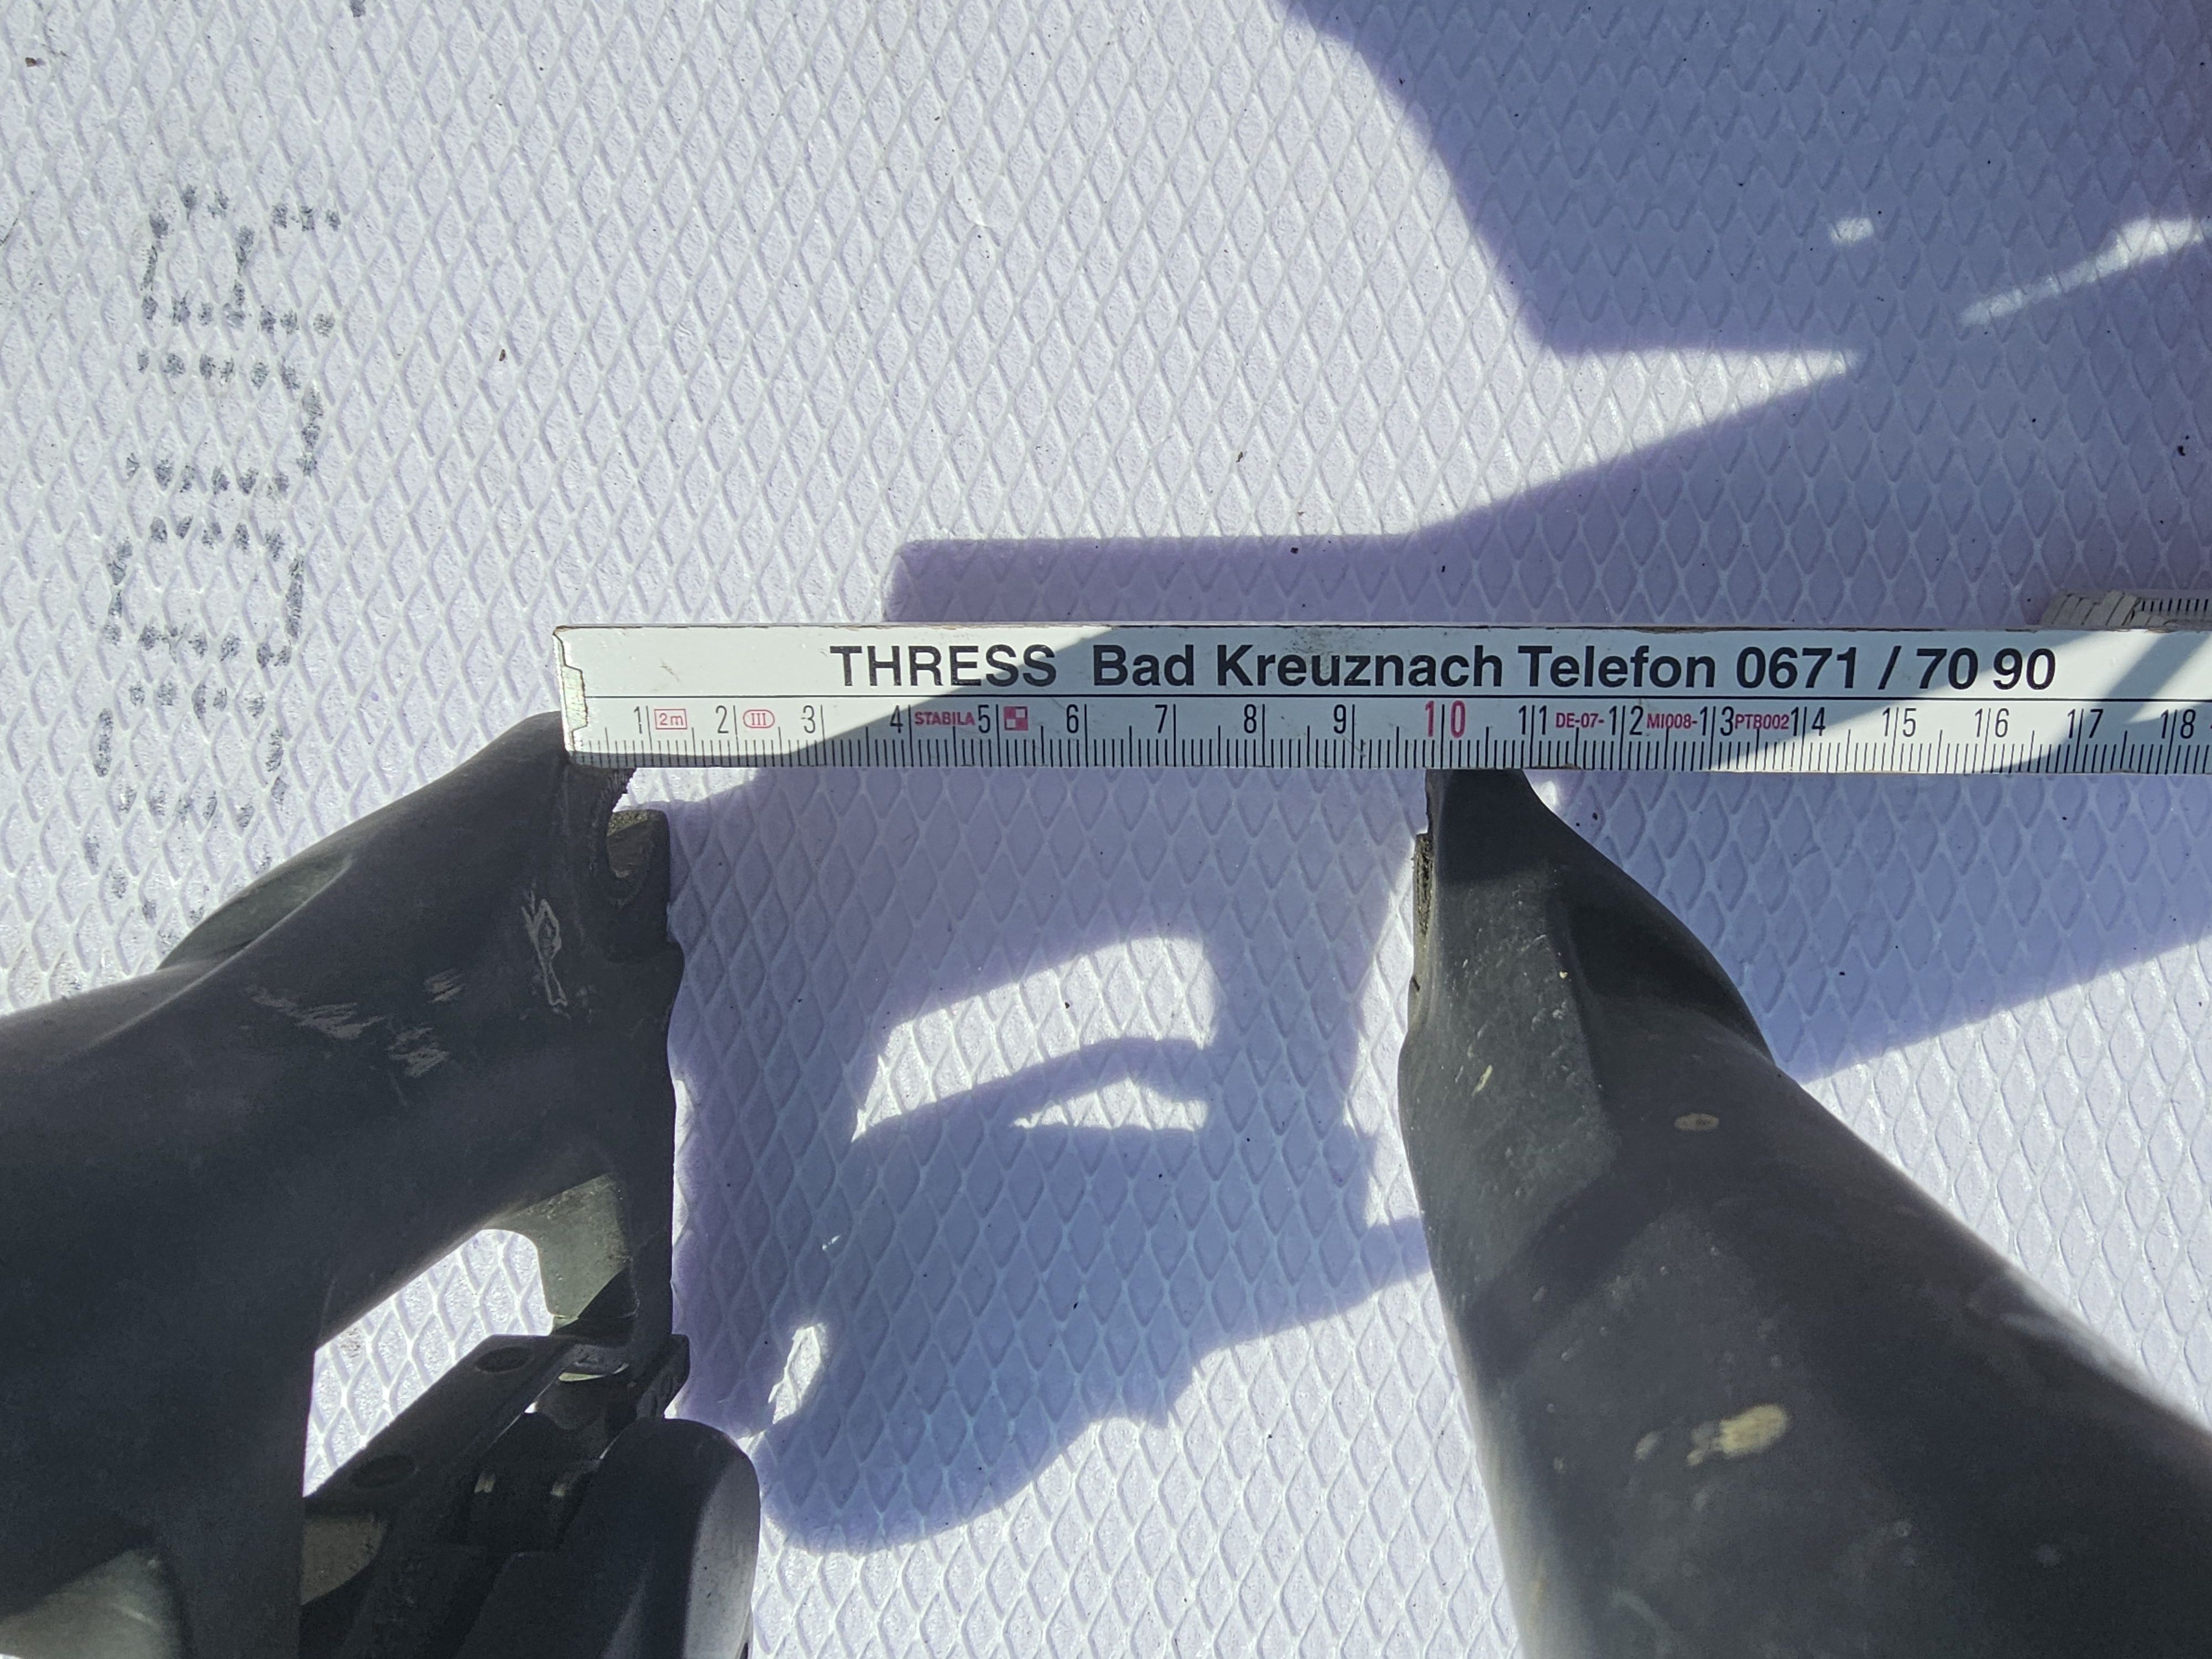 THRESS Bad Kreuznach Telefon 0671 / 70 90
1 2m 2 III 3 4 STABILA 5 6 7 8 9 10 11 DE-07- 12 MI008- 13 PTB002 14 15 16 17 18